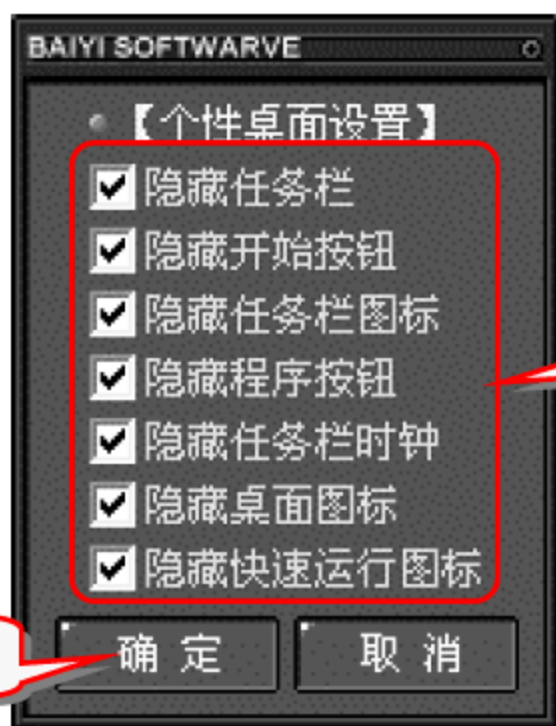 BAIYI SOFTWARVE
【个性桌面设置】
隐藏任务栏
隐藏开始按钮
隐藏任务栏图标
隐藏程序按钮
隐藏任务栏时钟
隐藏桌面图标
隐藏快速运行图标
确 定 取 消